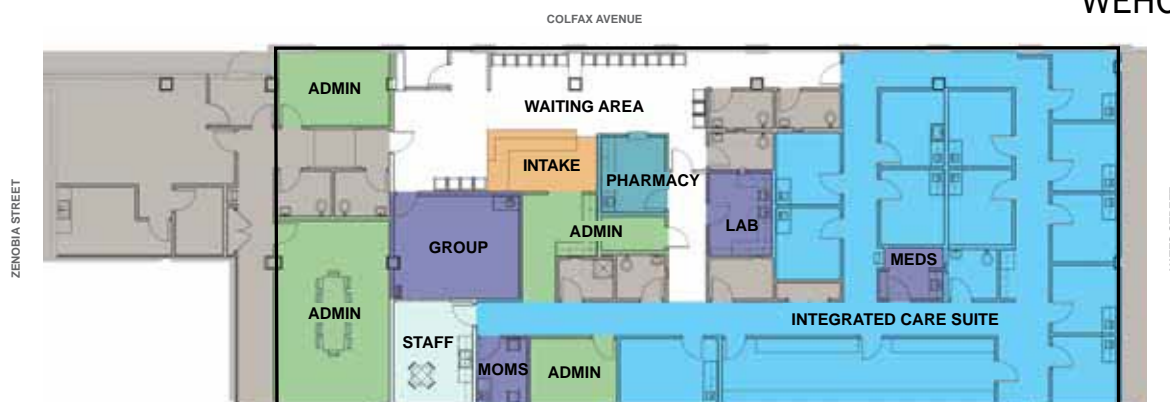 WEHC
COLFAX AVENUE
ADMIN
WAITING AREA
INTAKE
PHARMACY
ZENOBIA STREET
LAB
ADMIN
GROUP
MEDS
ADMIN
INTEGRATED CARE SUITE
STAFF
MOMS
ADMIN